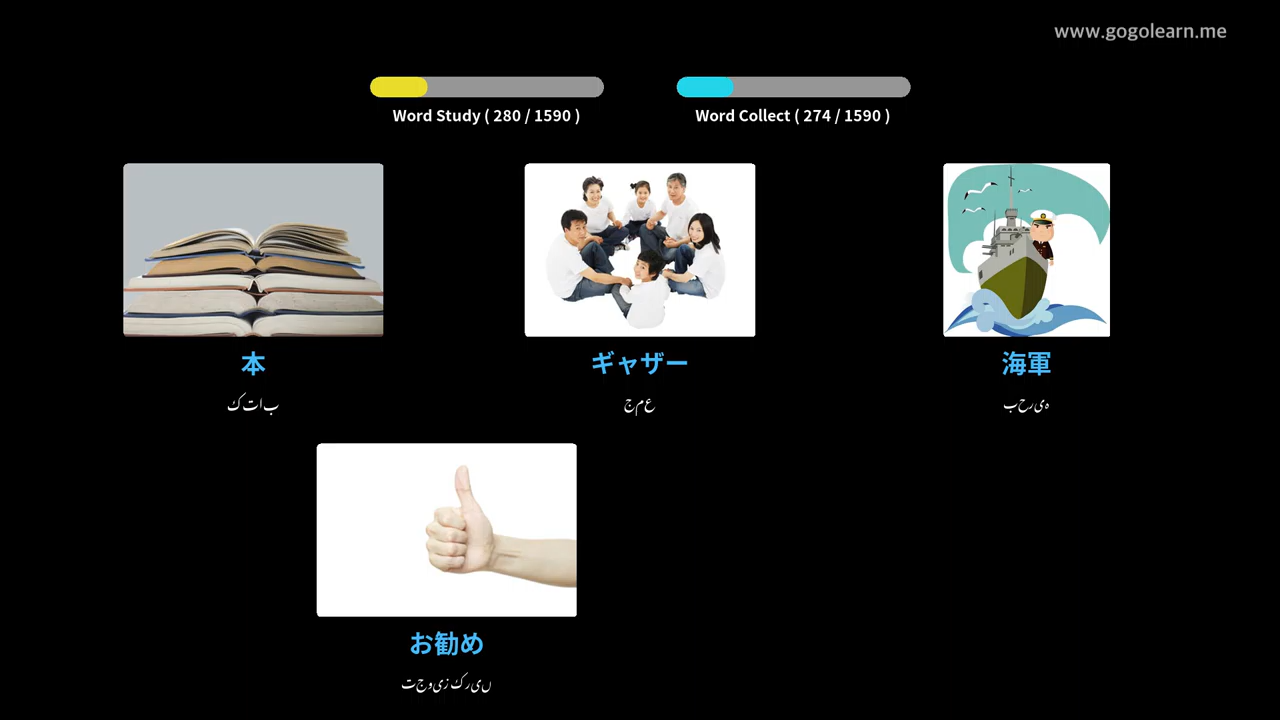 www.gogolearn.me
Word Study ( 280 / 1590 )
Word Collect ( 274 / 1590 )
本
کتاب
ギャザー
جمع
海軍
بحریہ
お勧め
تجویز کریں